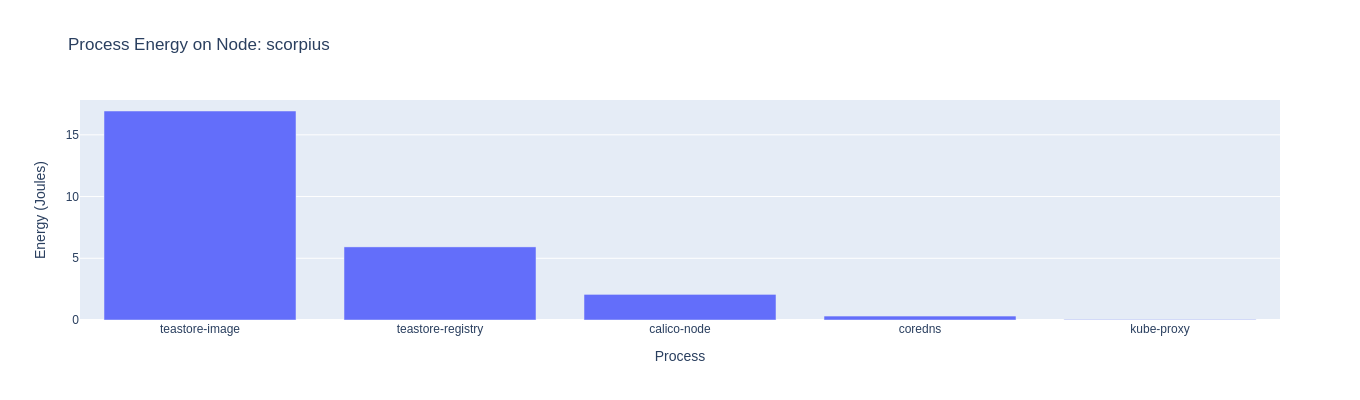 Process Energy on Node: scorpius
Energy (Joules)
15
10
5
0
teastore-image
teastore-registry
calico-node
coredns
kube-proxy
Process